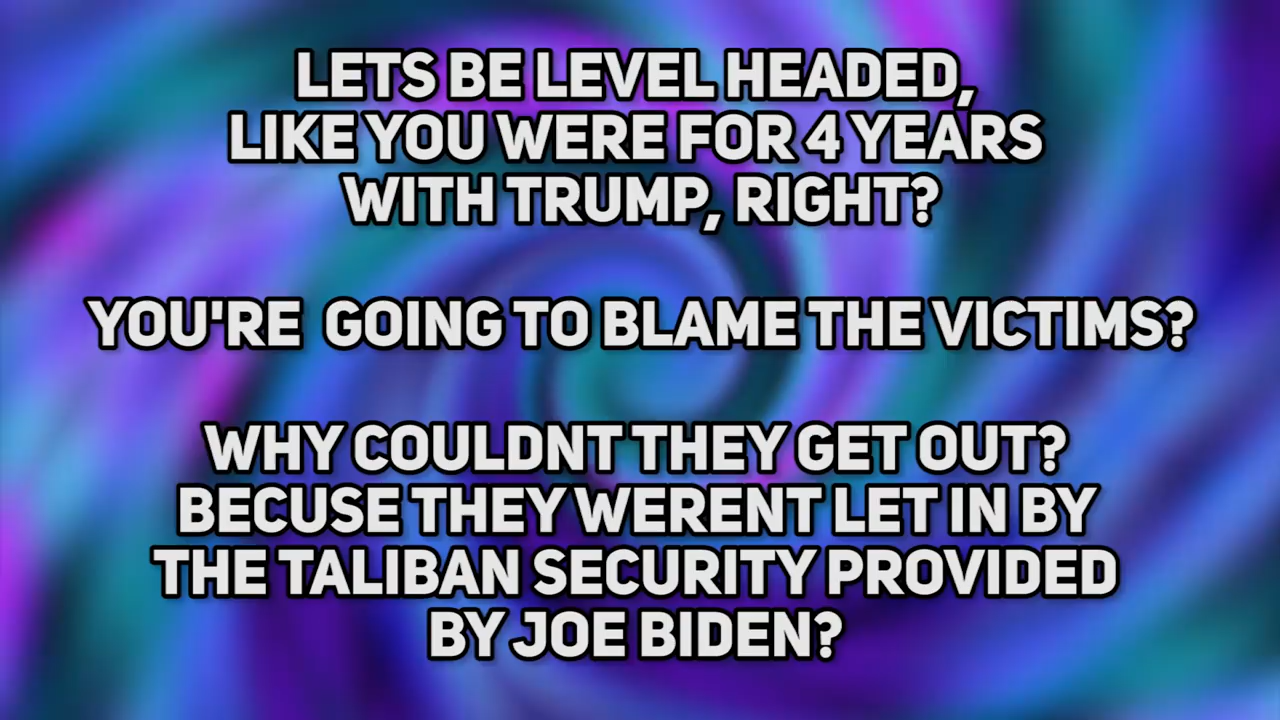 LETS BE LEVEL HEADED,
LIKE YOU WERE FOR 4 YEARS
WITH TRUMP, RIGHT?
YOU'RE GOING TO BLAME THE VICTIMS?
WHY COULDNT THEY GET OUT?
BECUSE THEY WERENT LET IN BY
THE TALIBAN SECURITY PROVIDED
BY JOE BIDEN?